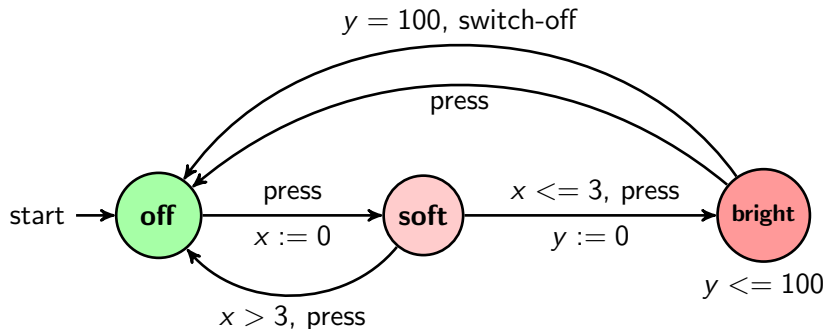 y = 100, switch-off
press
press
x <= 3, press
start
off
soft
bright
x := 0
y := 0
y <= 100
x > 3, press